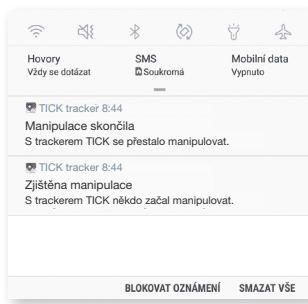 Hovory
SMS
Mobilní data
Vždy se dotázat
Soukromá
Vypnuto
TICK tracker 8:44
Manipulace skončila
S trackerem TICK se přestalo manipulovat.
TICK tracker 8:44
Zjištěna manipulace
S trackerem TICK někdo začal manipulovat.
BLOKOVAT OZNÁMENÍ SMAZAT VŠE